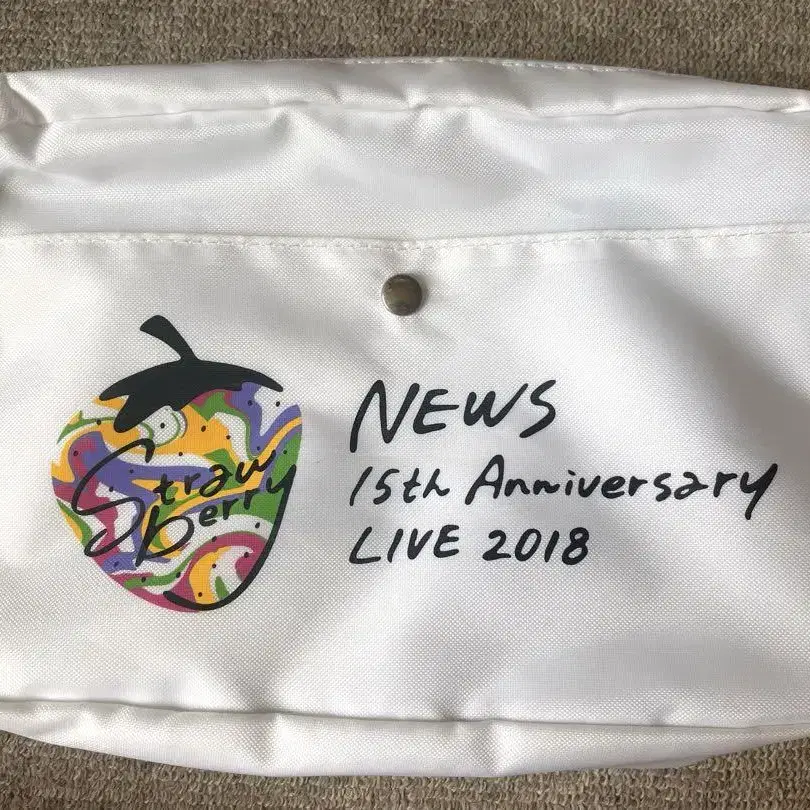 Straw
berry
NEWS
15th Anniversary
LIVE 2018